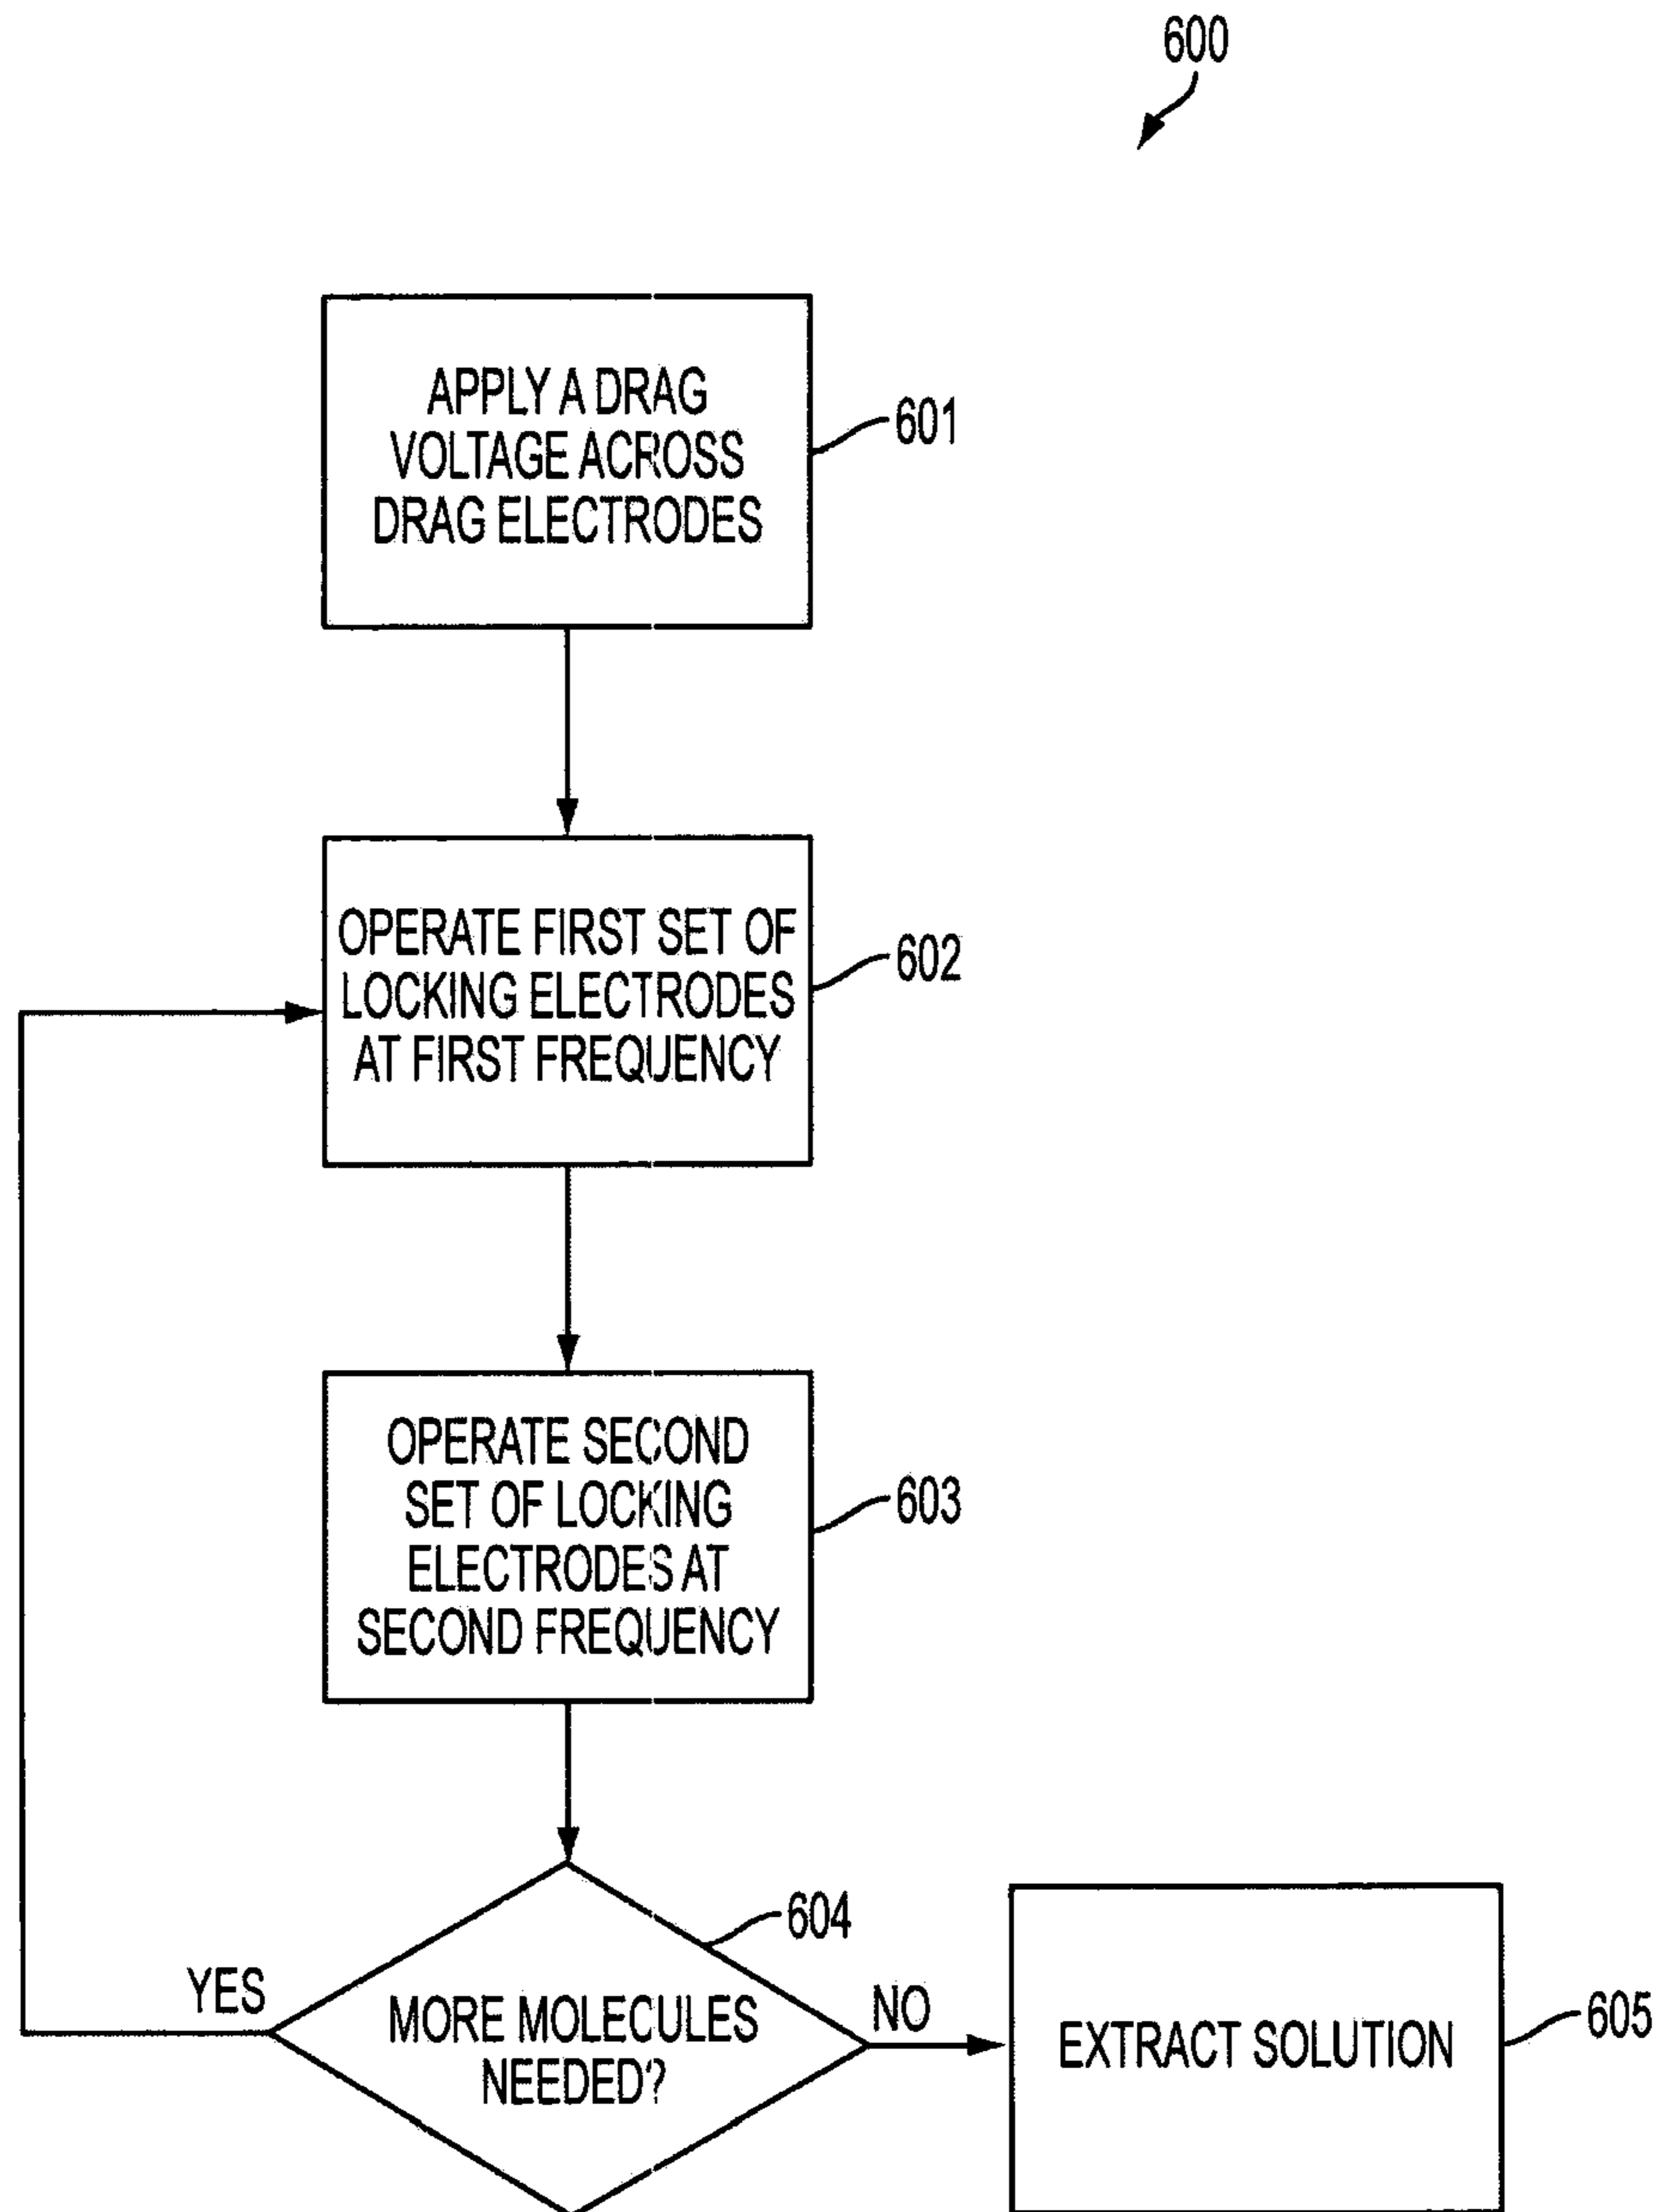 600
APPLY A DRAG
VOLTAGE ACROSS
DRAG ELECTRODES
601
OPERATE FIRST SET OF
LOCKING ELECTRODES
AT FIRST FREQUENCY
602
OPERATE SECOND
SET OF LOCKING
ELECTRODES AT
SECOND FREQUENCY
603
604
YES
MORE MOLECULES
NEEDED?
NO
EXTRACT SOLUTION
605